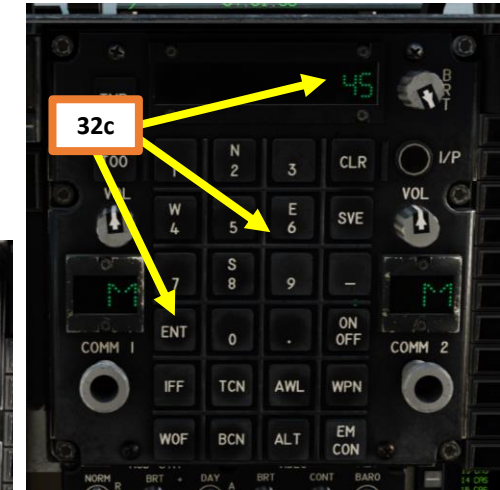 45
B
R
T
32c
TOO
N
2
3
CLR
I/P
VOL
W
4
5
E
6
SVE
VOL
M
7
S
8
9
–
M
COMM 1
ENT
0
.
ON
OFF
COMM 2
IFF
TCN
AWL
WPN
WOF
BCN
ALT
EM
CON
NORM
R
BRT
DAY
A
BRT
CONT
BARO